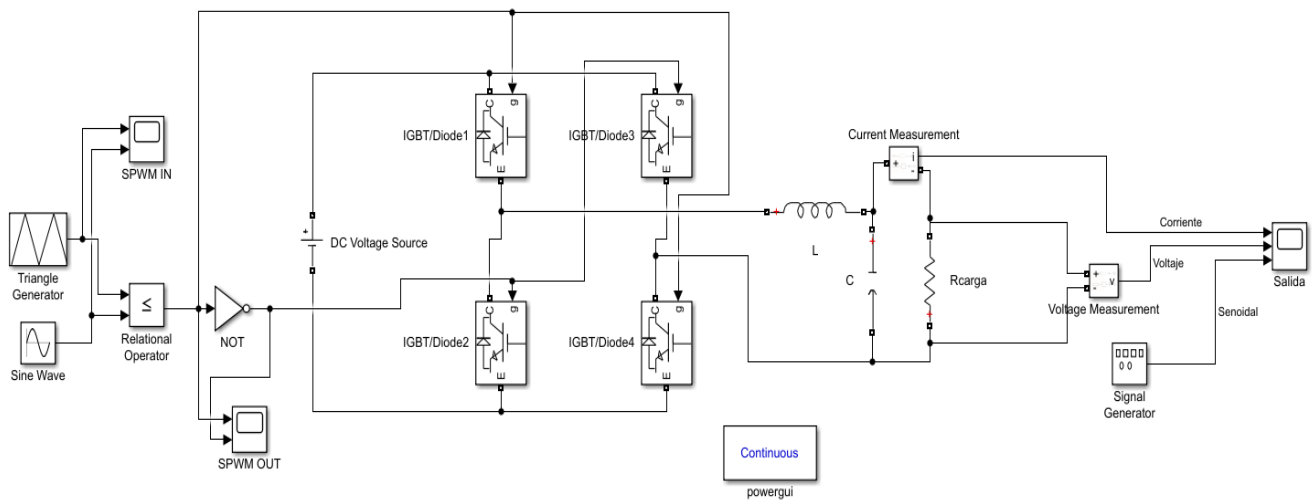 SPWM IN
Triangle
Generator
Sine Wave
≤
Relational
Operator
NOT
SPWM OUT
+
DC Voltage Source
C
g
E
IGBT/Diode1
C
g
E
IGBT/Diode3
C
g
E
IGBT/Diode2
C
g
E
IGBT/Diode4
+
L
+
C
Current Measurement
+
i
-
Rcarga
+
+
v
-
Voltage Measurement
Corriente
Voltaje
Senoidal
Salida
Signal
Generator
Continuous
powergui